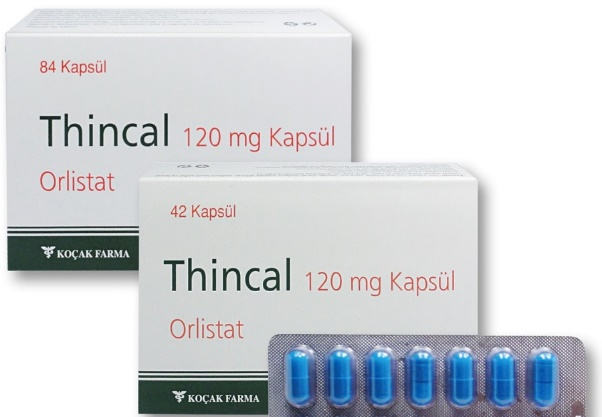 84 Kapsül
Thincal 120 mg Kapsül
Orlistat
KOÇAK FARMA
42 Kapsül
Thincal 120 mg Kapsül
Orlistat
KOÇAK FARMA